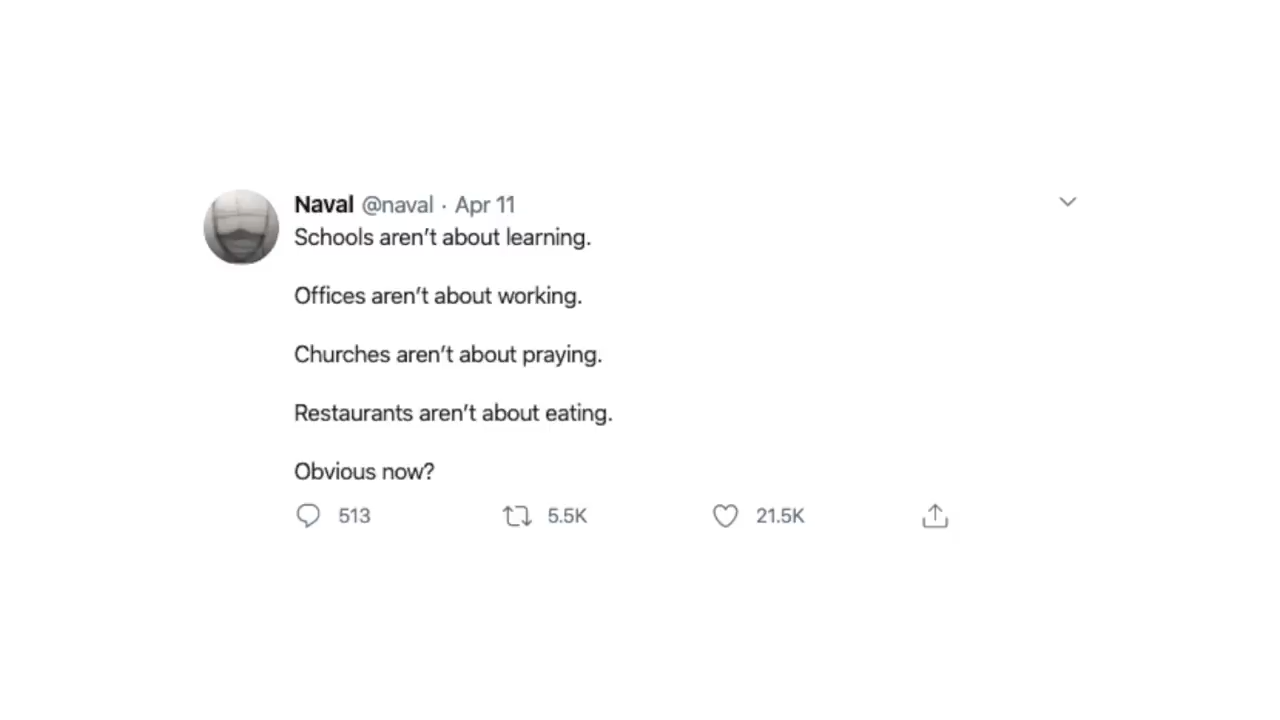 Naval @naval · Apr 11
Schools aren’t about learning.
Offices aren’t about working.
Churches aren’t about praying.
Restaurants aren’t about eating.
Obvious now?
513 5.5K 21.5K